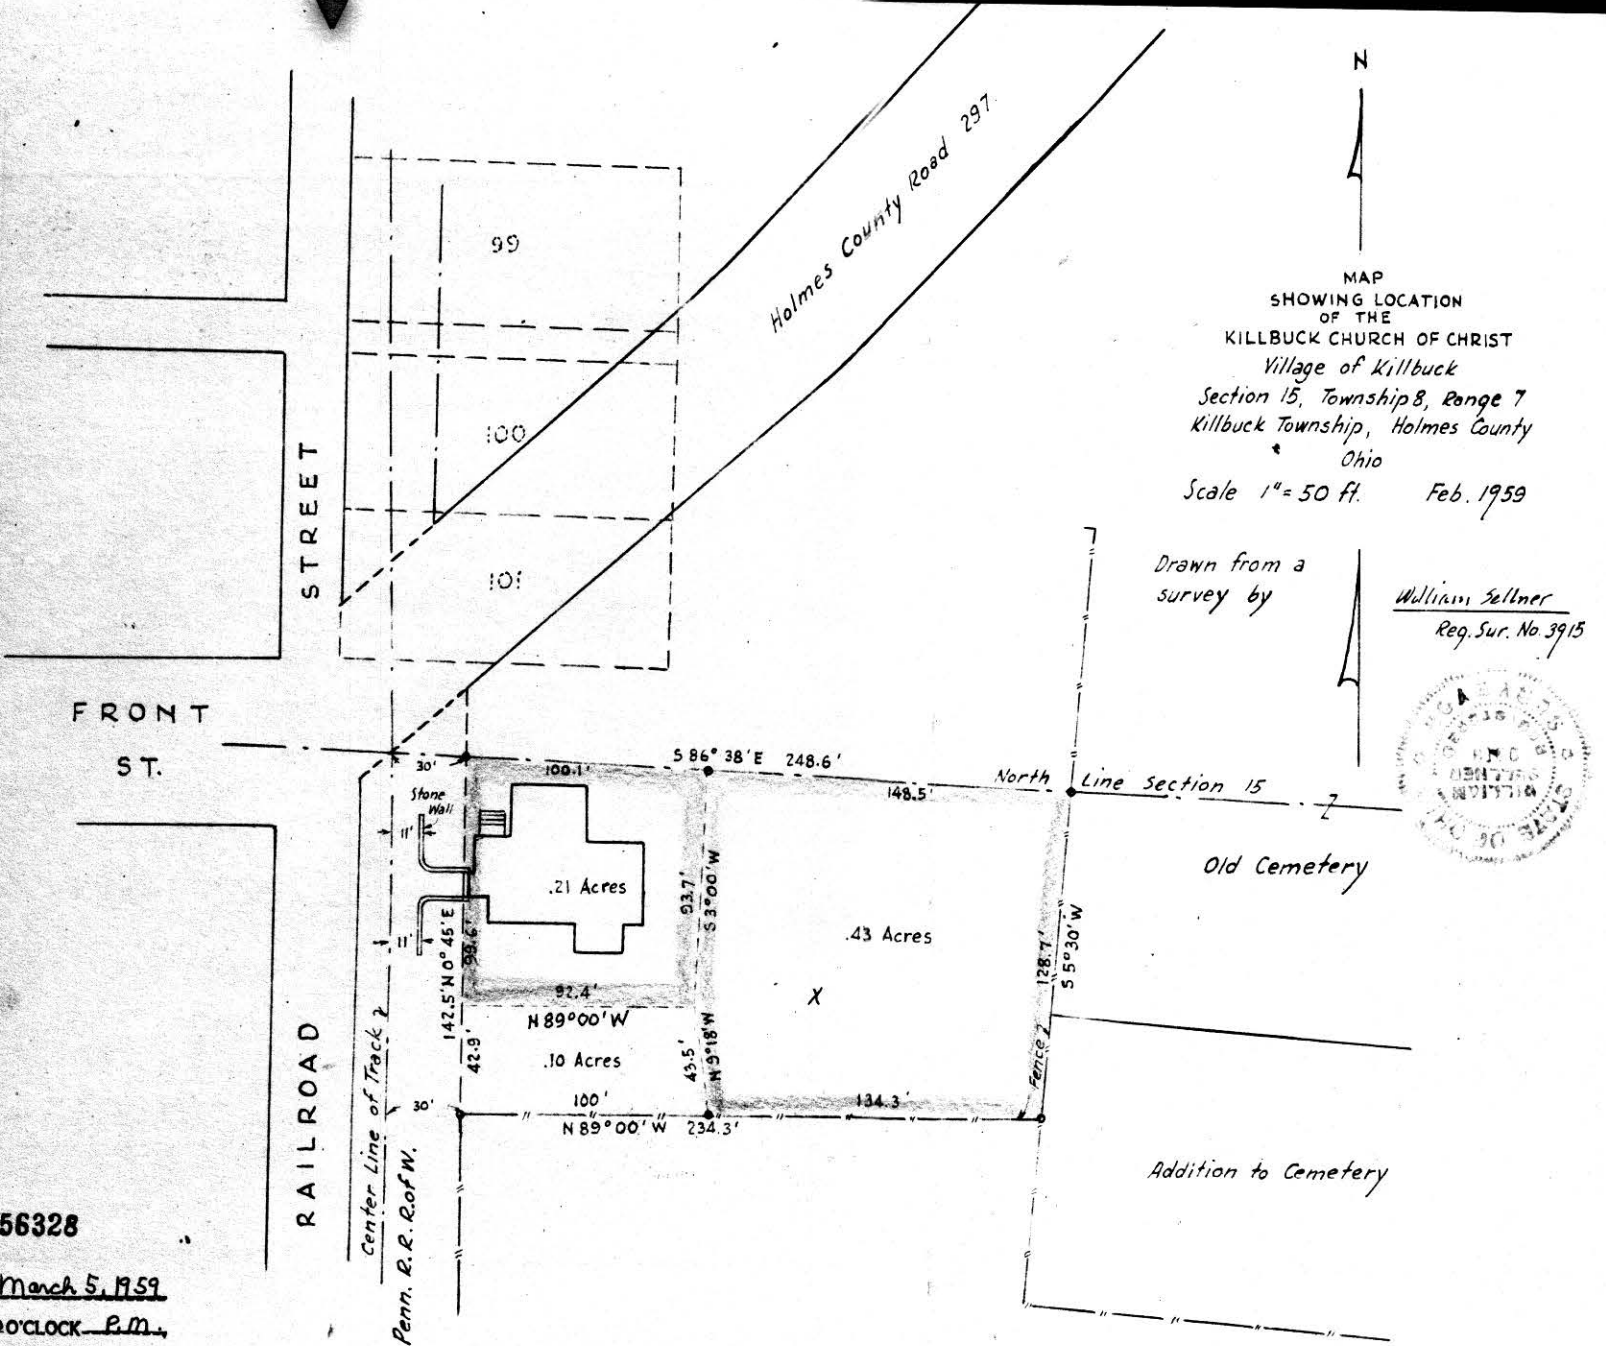 N
MAP
SHOWING LOCATION
OF THE
KILLBUCK CHURCH OF CHRIST
Village of Killbuck
Section 15, Township 8, Range 7
Killbuck Township, Holmes County
Ohio
Scale 1" = 50 ft. Feb. 1959
Drawn from a
survey by
William Sellner
Reg. Sur. No. 3915
Holmes County Road 297
99
100
101
STREET
FRONT
ST.
RAILROAD
30'
100.1'
S 86° 38' E 248.6'
148.5'
North Line Section 15
Stone
Wall
11'
11'
.21 Acres
93.7'
S 3° 00' W
.43 Acres
X
128.7'
S 5° 30' W
Old Cemetery
142.5' N 0° 45' E
99.6'
92.4'
N 89° 00' W
42.9'
.10 Acres
43.5'
N 9° 18' W
Fence
30'
100'
134.3'
N 89° 00' W 234.3'
Center Line of Track
Penn. R.R. R. of W.
Addition to Cemetery
56328
March 5, 1959
O'CLOCK P.M.